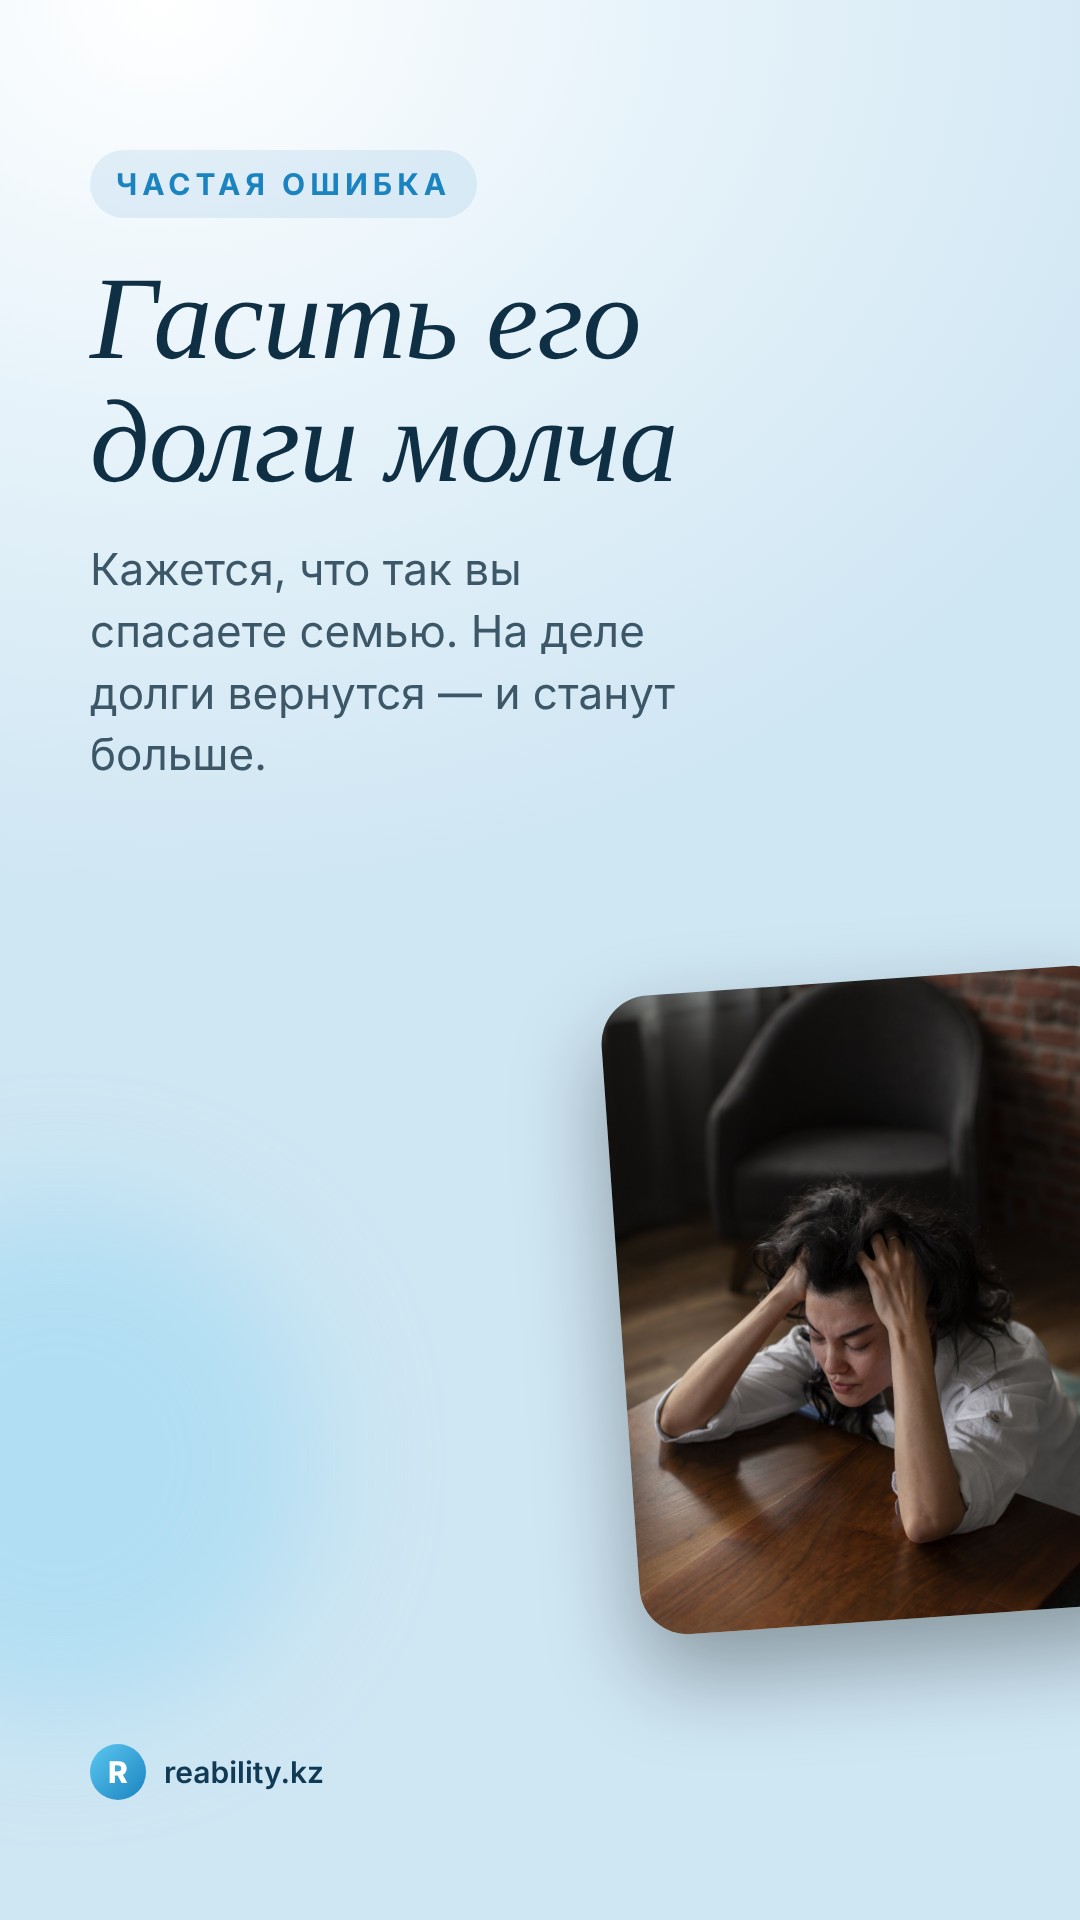 ЧАСТАЯ ОШИБКА
Гасить его
долги молча
Кажется, что так вы
спасаете семью. На деле
долги вернутся — и станут
больше.
R reability.kz